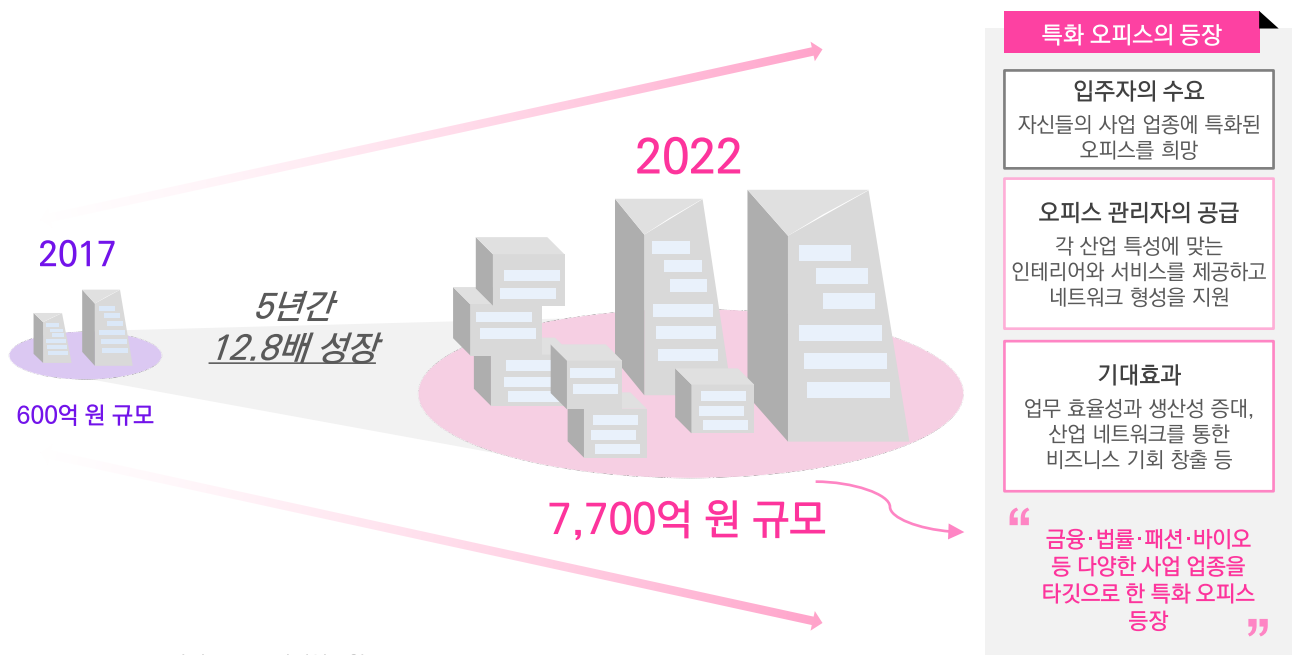 2022
2017
5년간
12.8배 성장
600억 원 규모
7,700억 원 규모
특화 오피스의 등장
입주자의 수요
자신들의 사업 업종에 특화된
오피스를 희망
오피스 관리자의 공급
각 산업 특성에 맞는
인테리어와 서비스를 제공하고
네트워크 형성을 지원
기대효과
업무 효율성과 생산성 증대,
산업 네트워크를 통한
비즈니스 기회 창출 등
“
금융·법률·패션·바이오
등 다양한 사업 업종을
타깃으로 한 특화 오피스
등장
”